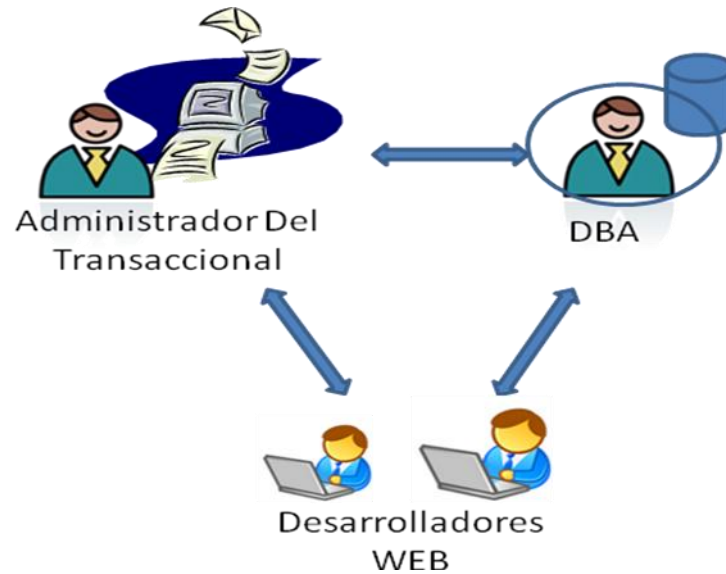 Administrador Del
Transaccional
DBA
Desarrolladores
WEB